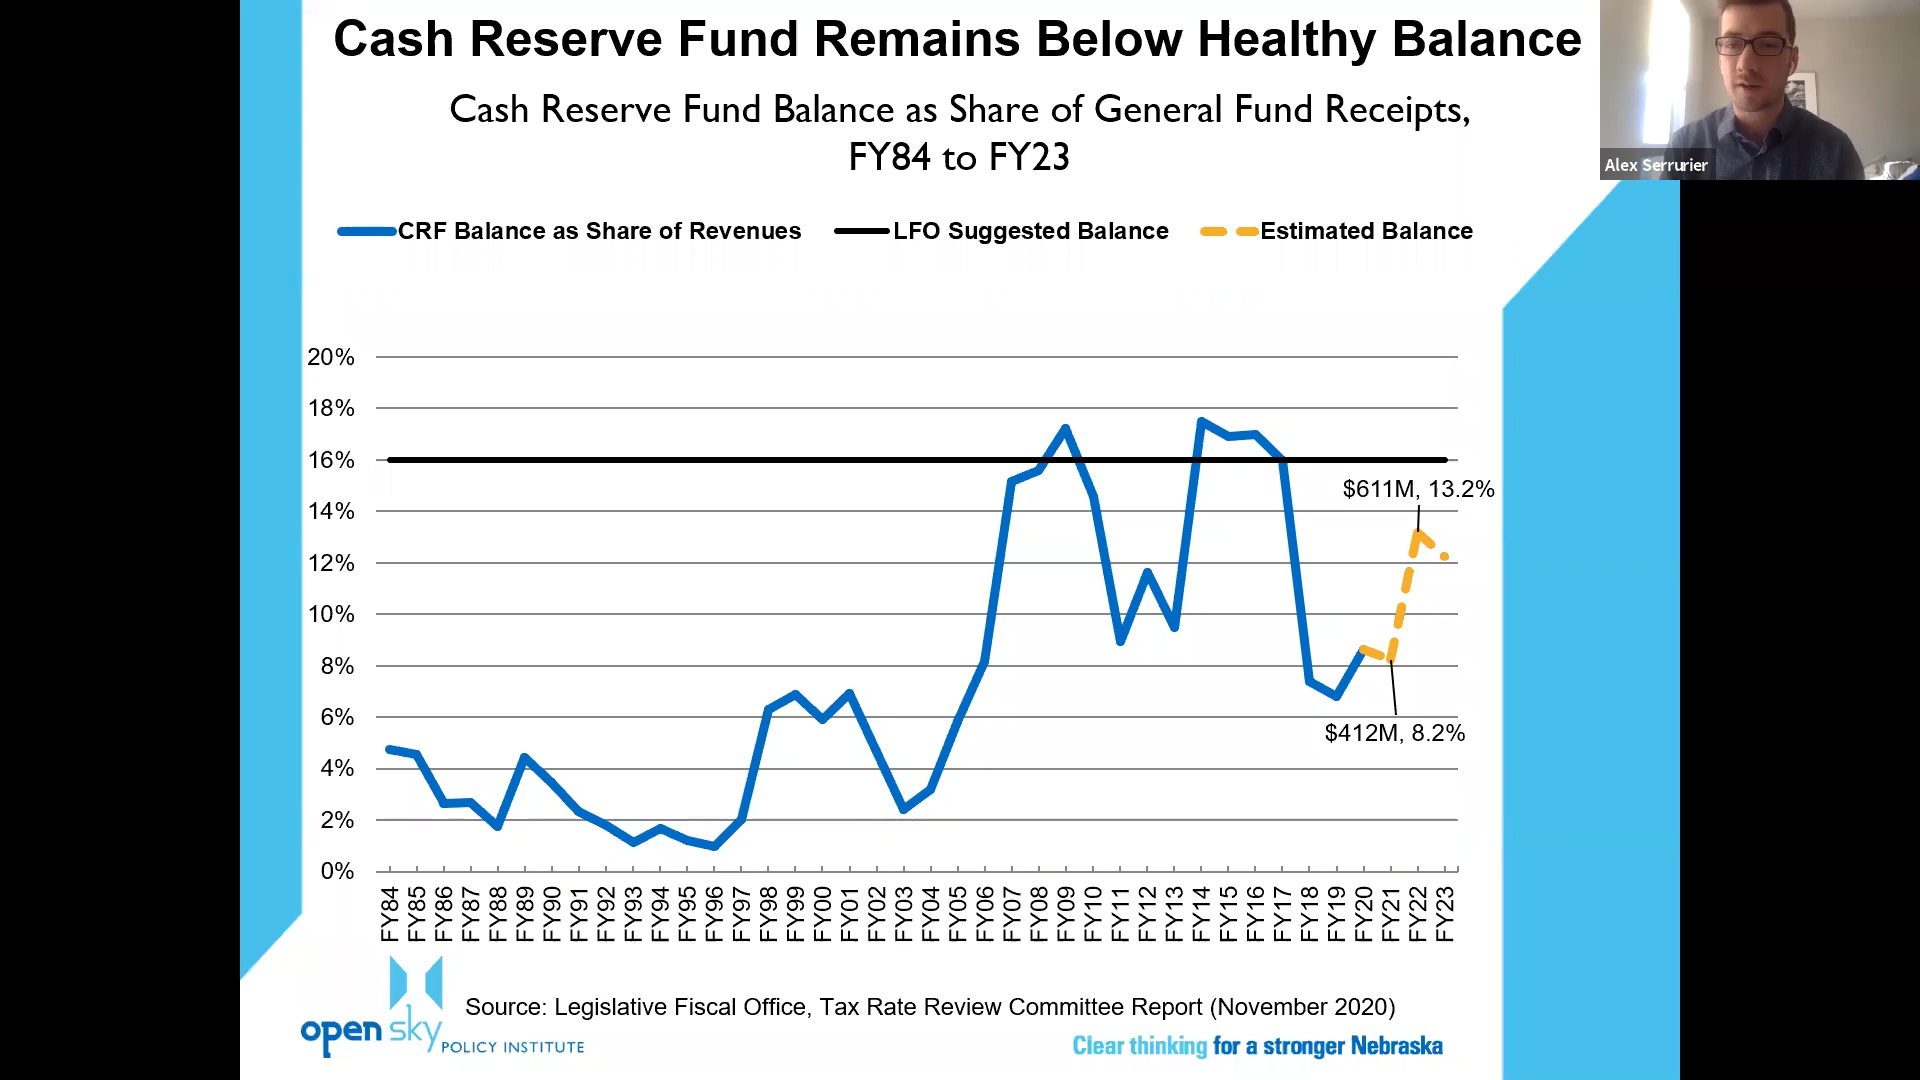 Cash Reserve Fund Remains Below Healthy Balance
Cash Reserve Fund Balance as Share of General Fund Receipts,
FY84 to FY23
Alex Serrurier
CRF Balance as Share of Revenues
LFO Suggested Balance
Estimated Balance
20%
18%
16%
14%
12%
10%
8%
6%
4%
2%
0%
$611M, 13.2%
$412M, 8.2%
FY84
FY85
FY86
FY87
FY88
FY89
FY90
FY91
FY92
FY93
FY94
FY95
FY96
FY97
FY98
FY99
FY00
FY01
FY02
FY03
FY04
FY05
FY06
FY07
FY08
FY09
FY10
FY11
FY12
FY13
FY14
FY15
FY16
FY17
FY18
FY19
FY20
FY21
FY22
FY23
Source: Legislative Fiscal Office, Tax Rate Review Committee Report (November 2020)
open sky
POLICY INSTITUTE
Clear thinking for a stronger Nebraska